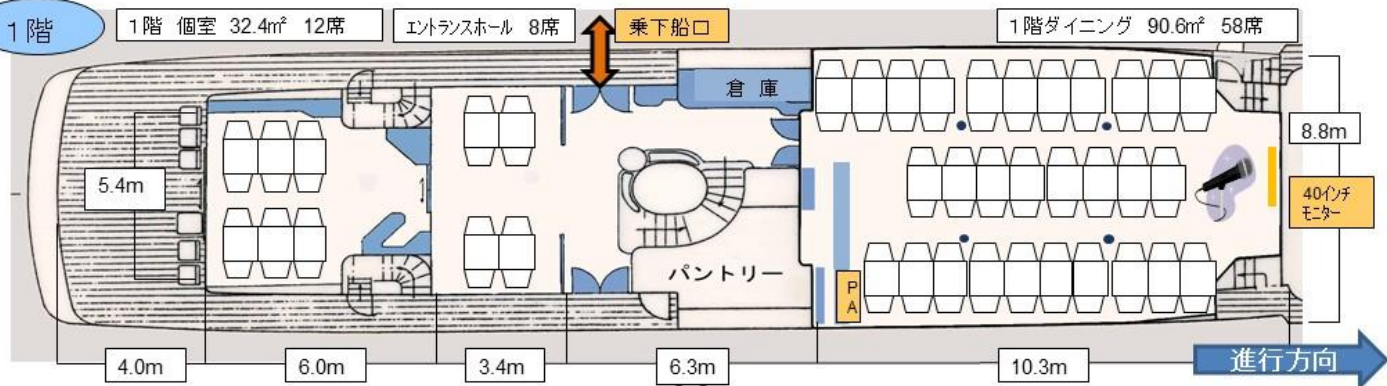 1階
1階 個室 32.4㎡ 12席
エントランスホール 8席
乗下船口
1階ダイニング 90.6㎡ 58席
倉 庫
8.8m
5.4m
40インチ
モニター
パントリー
P
A
4.0m
6.0m
3.4m
6.3m
10.3m
進行方向